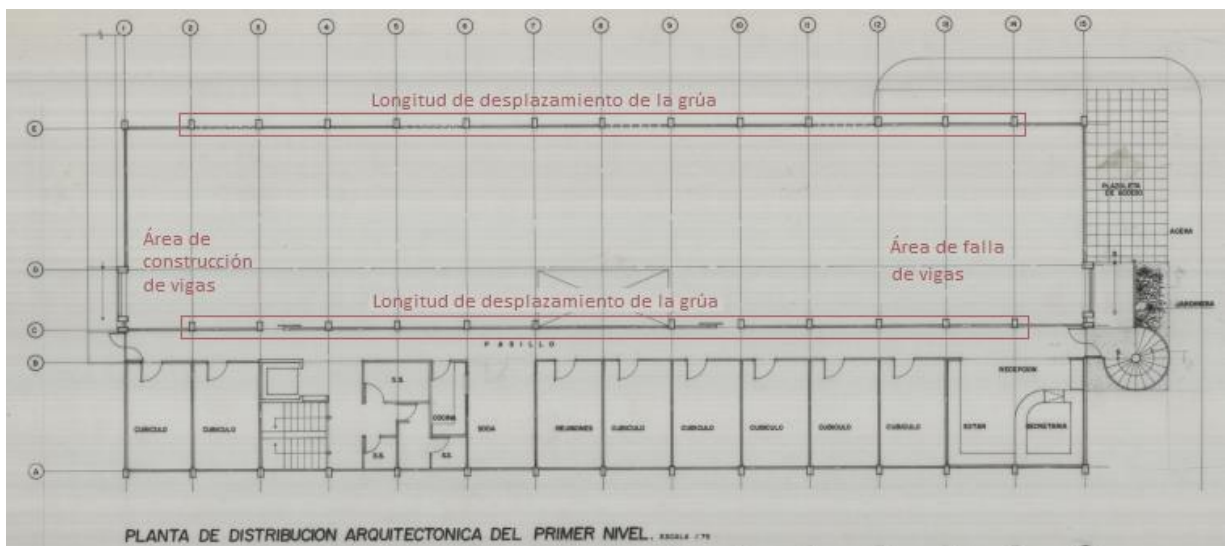 1 2 3 4 5 6 7 8 9 10 11 12 13 14 15
Longitud de desplazamiento de la grúa
E
PLAZOLETA
DE ACCESO
ACERA
Área de
construcción
de vigas
Área de falla
de vigas
D
Longitud de desplazamiento de la grúa
JARDINERA
C
PASILLO
B
RECEPCION
S.S.
COCINA
CUBICULO CUBICULO SODA REUNIONES CUBICULO CUBICULO CUBICULO CUBICULO CUBICULO ESTAR SECRETARIA
S.S. S.S.
A
PLANTA DE DISTRIBUCION ARQUITECTONICA DEL PRIMER NIVEL. ESCALA 1:75